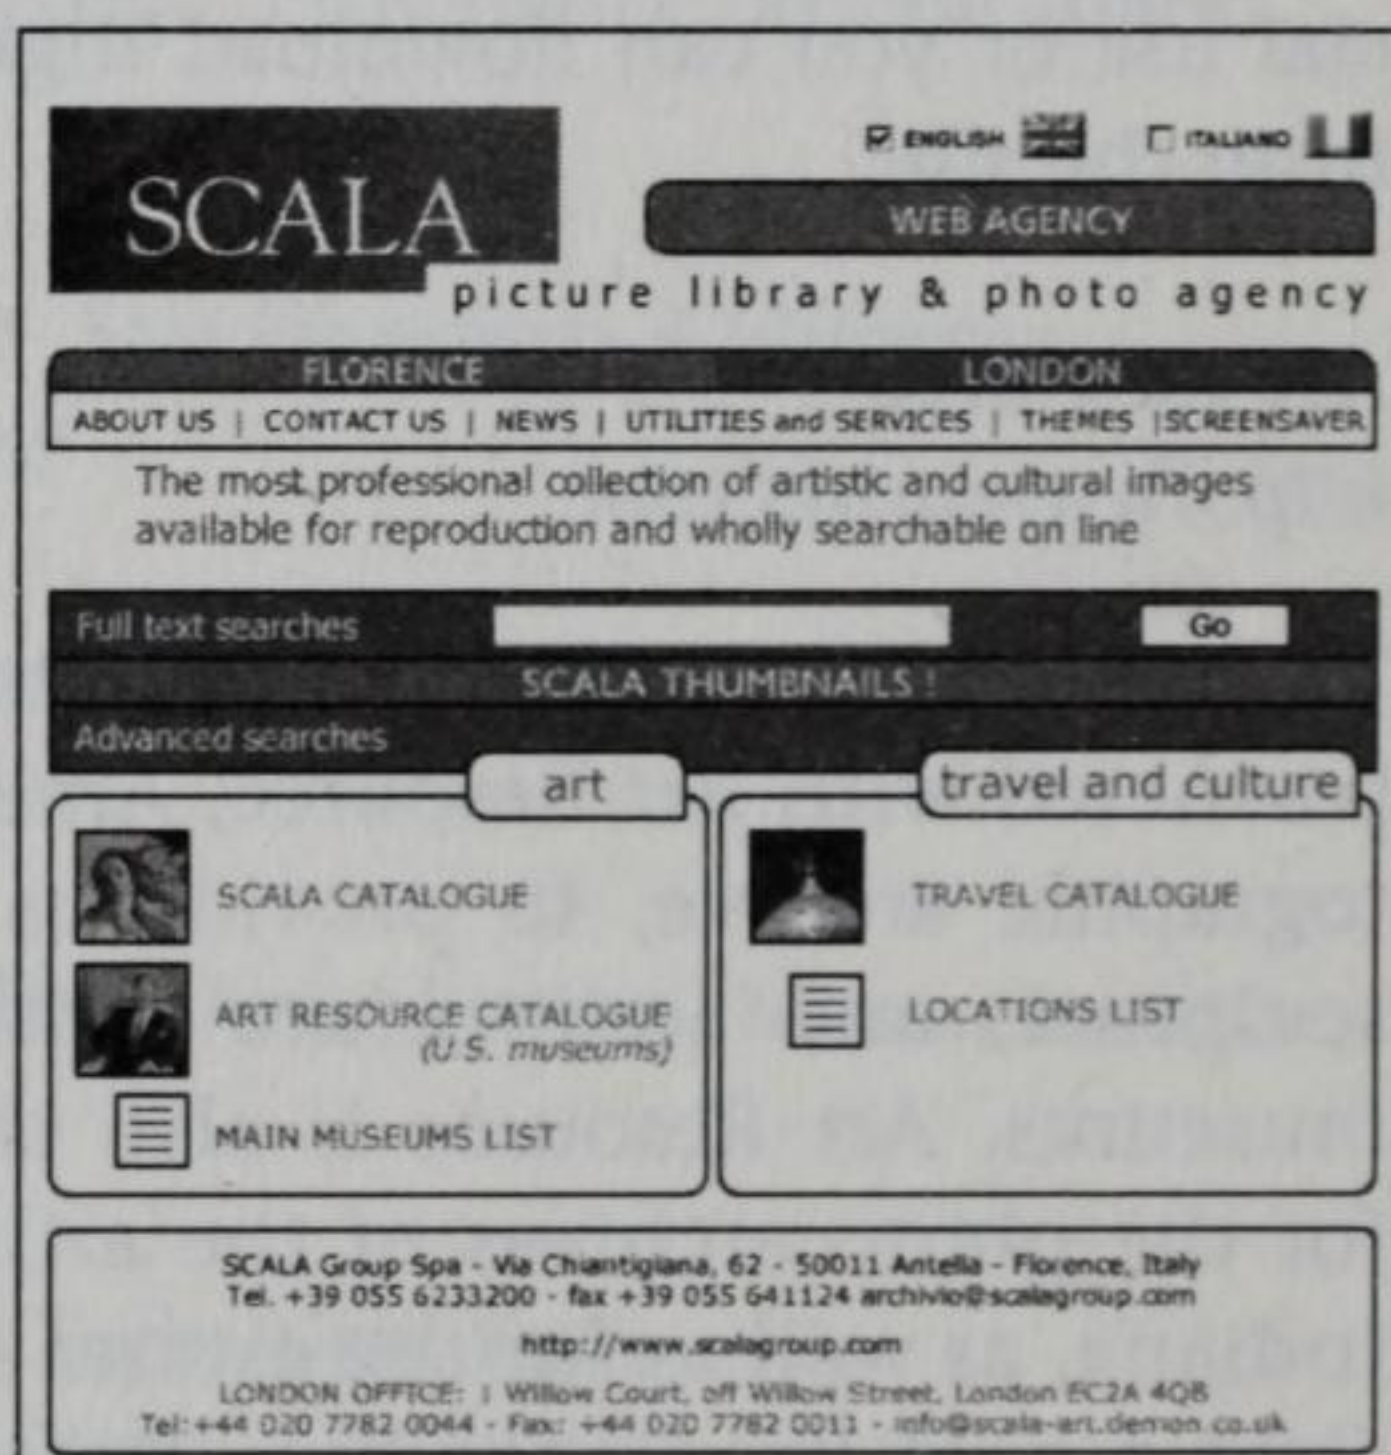 SCALA
ENGLISH ITALIANO
WEB AGENCY
picture library & photo agency
FLORENCE LONDON
ABOUT US | CONTACT US | NEWS | UTILITIES and SERVICES | THEMES |SCREENSAVER
The most professional collection of artistic and cultural images
available for reproduction and wholly searchable on line
Full text searches Go
SCALA THUMBNAILS !
Advanced searches
art
SCALA CATALOGUE
ART RESOURCE CATALOGUE
(U.S. museums)
MAIN MUSEUMS LIST
travel and culture
TRAVEL CATALOGUE
LOCATIONS LIST
SCALA Group Spa - Via Chiantigiana, 62 - 50011 Antella - Florence, Italy
Tel. +39 055 6233200 - fax +39 055 641124 archivio@scalagroup.com
http://www.scalagroup.com
LONDON OFFICE: 1 Willow Court, off Willow Street, London EC2A 4QB
Tel:+44 020 7782 0044 - Fax: +44 020 7782 0011 - info@scala-art.demon.co.uk